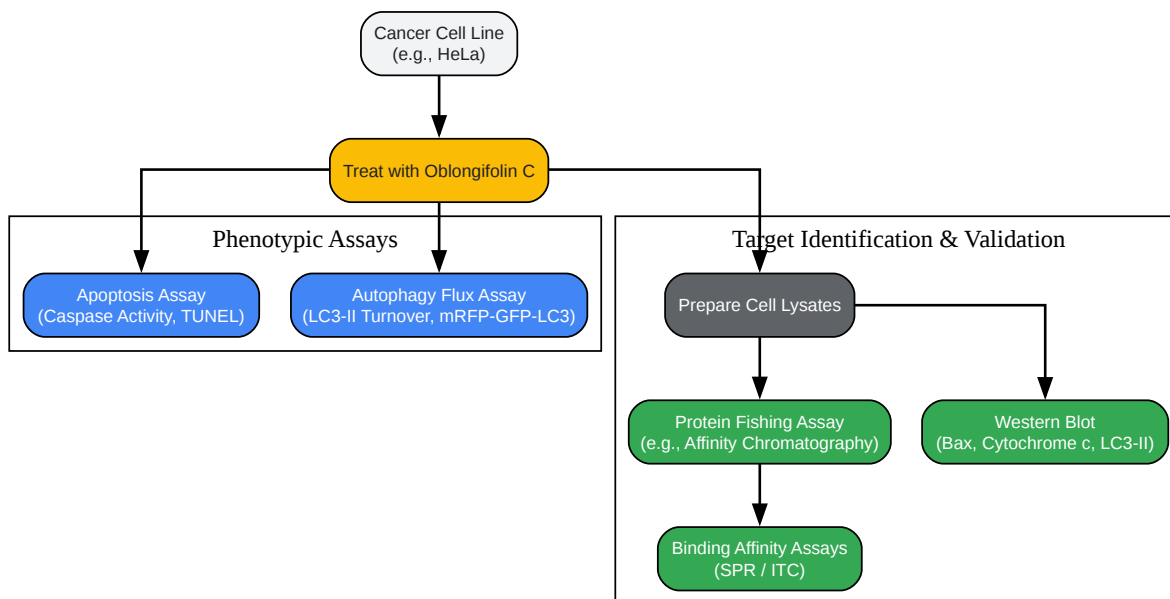 Cancer Cell Line
(e.g., HeLa)
Treat with Oblongifolin C
Phenotypic Assays
Apoptosis Assay
(Caspase Activity, TUNEL)
Autophagy Flux Assay
(LC3-II Turnover, mRFP-GFP-LC3)
Target Identification & Validation
Prepare Cell Lysates
Protein Fishing Assay
(e.g., Affinity Chromatography)
Western Blot
(Bax, Cytochrome c, LC3-II)
Binding Affinity Assays
(SPR / ITC)